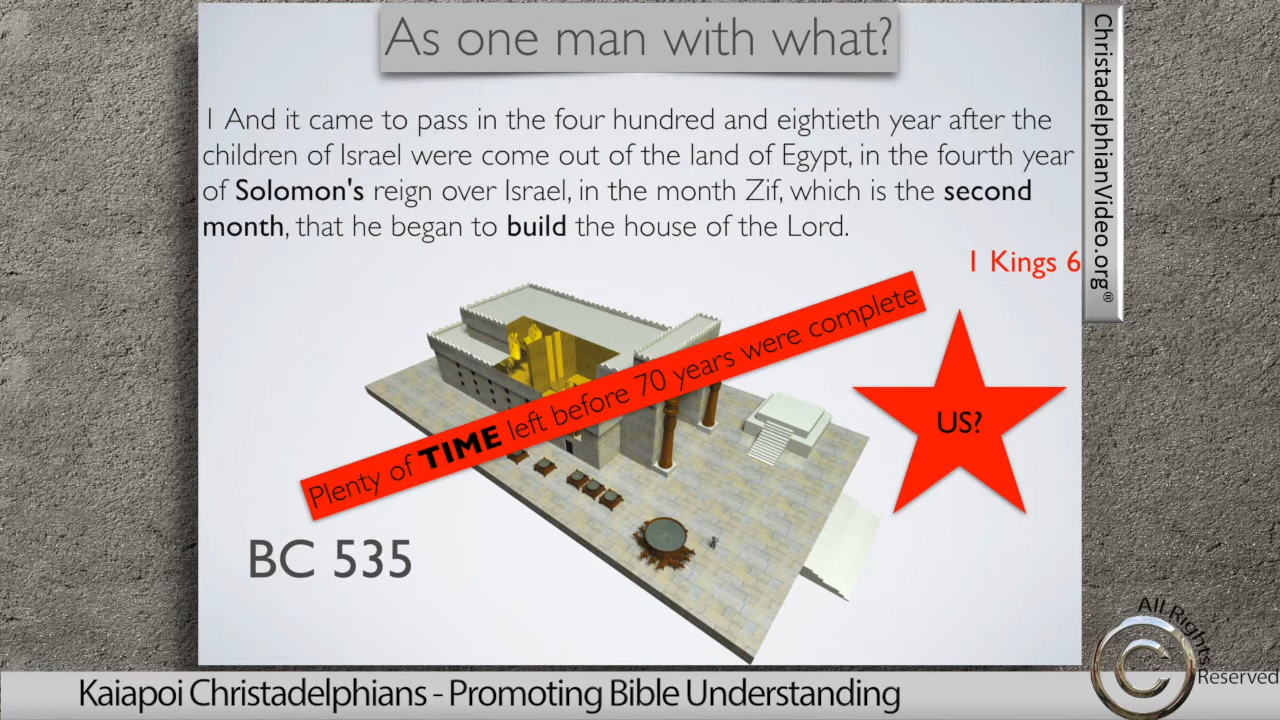 As one man with what?
1 And it came to pass in the four hundred and eightieth year after the
children of Israel were come out of the land of Egypt, in the fourth year
of Solomon's reign over Israel, in the month Zif, which is the second
month, that he began to build the house of the Lord.
1 Kings 6
Plenty of TIME left before 70 years were complete
US?
BC 535
ChristadelphianVideo.org®
All Rights
Reserved
©
Kaiapoi Christadelphians - Promoting Bible Understanding